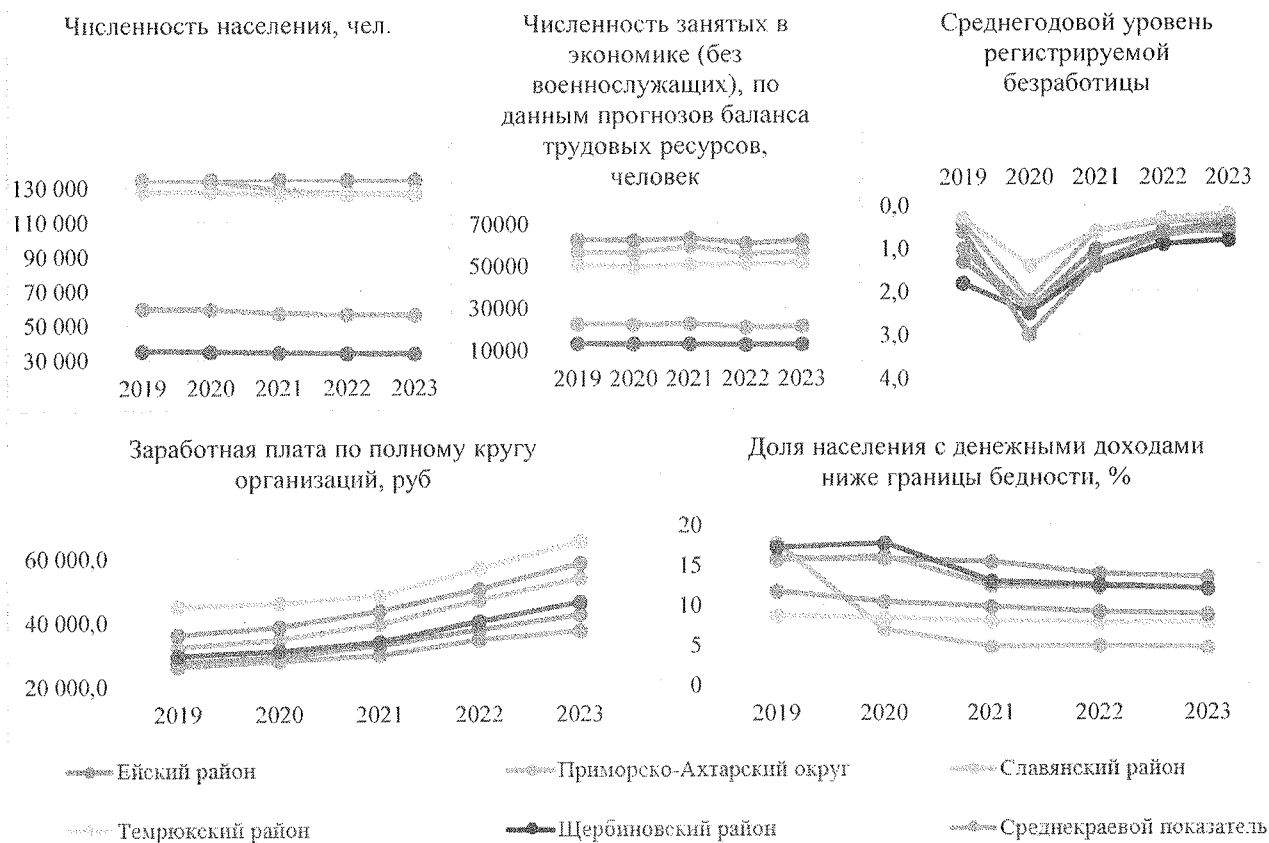 Численность населения, чел.
130 000
110 000
90 000
70 000
50 000
30 000
2019 2020 2021 2022 2023
Численность занятых в
экономике (без
военнослужащих), по
данным прогнозов баланса
трудовых ресурсов,
человек
70000
50000
30000
10000
2019 2020 2021 2022 2023
Среднегодовой уровень
регистрируемой
безработицы
2019 2020 2021 2022 2023
0,0
1,0
2,0
3,0
4,0
Заработная плата по полному кругу
организаций, руб
60 000,0
40 000,0
20 000,0
2019 2020 2021 2022 2023
Доля населения с денежными доходами
ниже границы бедности, %
20
15
10
5
0
2019 2020 2021 2022 2023
Ейский район
Приморско-Ахтарский округ
Славянский район
Темрюкский район
Щербиновский район
Среднекраевой показатель